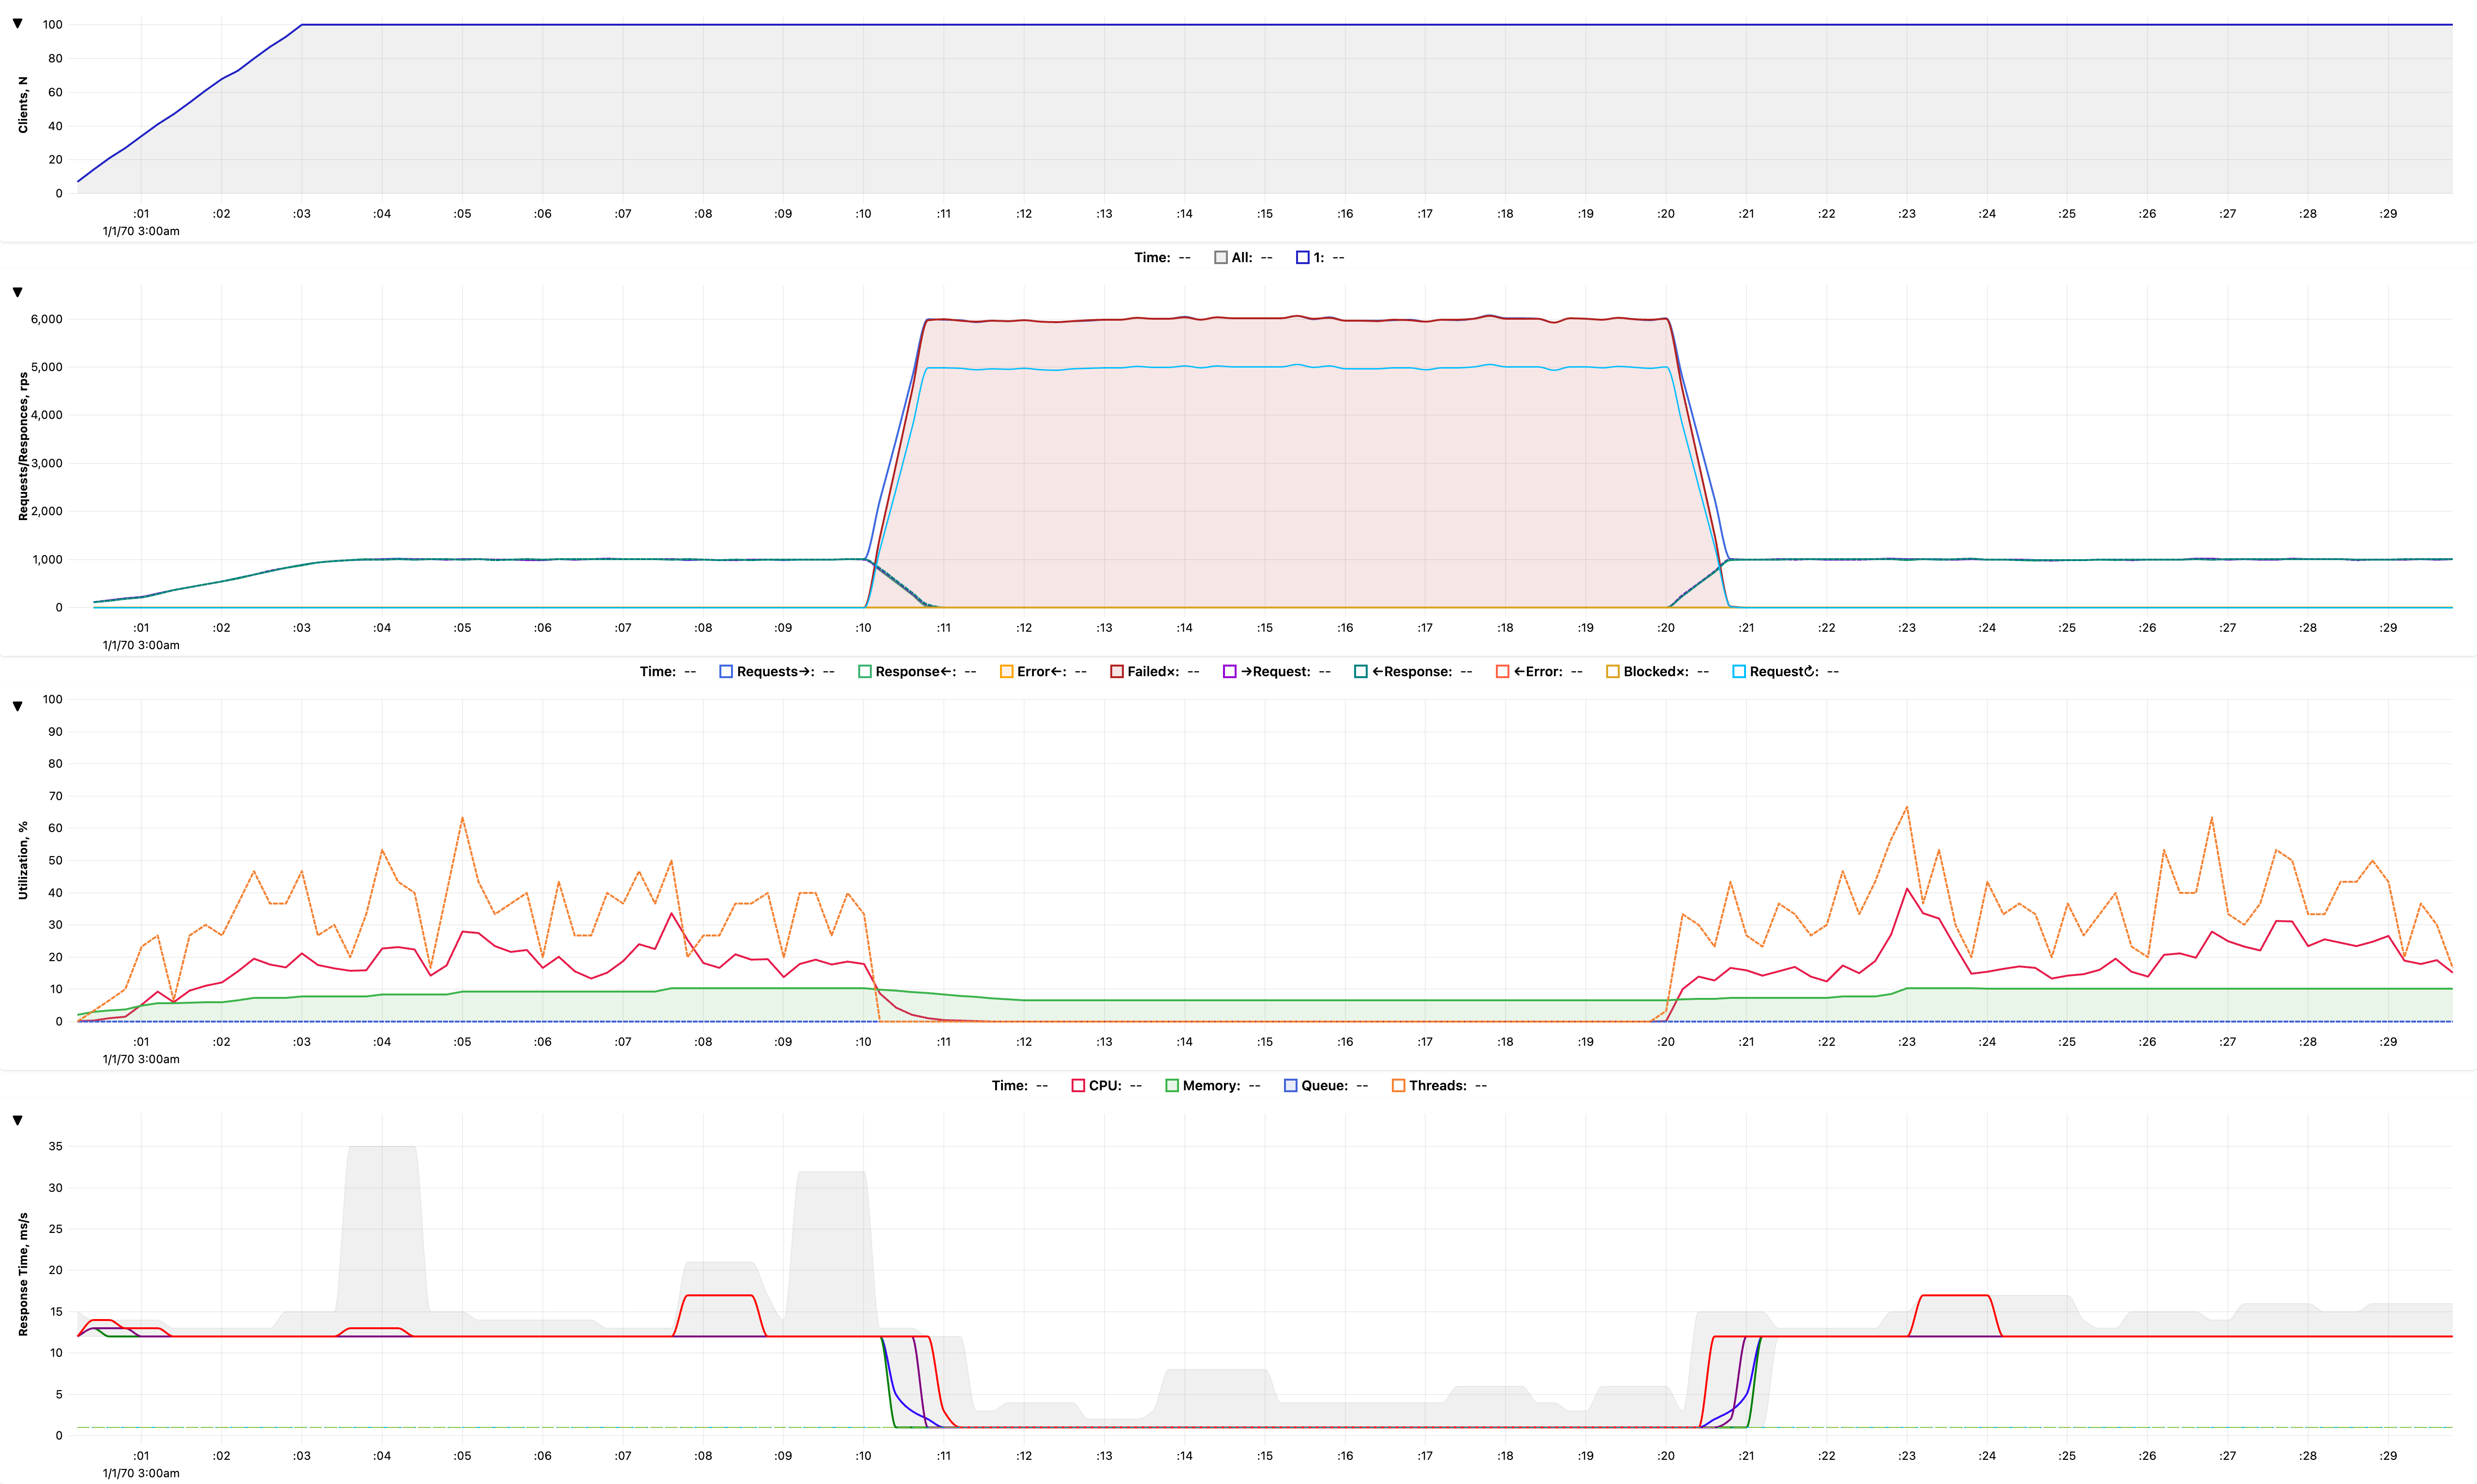 ▼
Clients, N
100
80
60
40
20
0
:01 :02 :03 :04 :05 :06 :07 :08 :09 :10 :11 :12 :13 :14 :15 :16 :17 :18 :19 :20 :21 :22 :23 :24 :25 :26 :27 :28 :29
1/1/70 3:00am
Time: -- All: -- 1: --
▼
Requests/Responces, rps
6,000
5,000
4,000
3,000
2,000
1,000
0
:01 :02 :03 :04 :05 :06 :07 :08 :09 :10 :11 :12 :13 :14 :15 :16 :17 :18 :19 :20 :21 :22 :23 :24 :25 :26 :27 :28 :29
1/1/70 3:00am
Time: -- Requests→: -- Response←: -- Error←: -- Failed×: -- →Request: -- ←Response: -- ←Error: -- Blocked×: -- Request↻: --
▼
Utilization, %
100
90
80
70
60
50
40
30
20
10
0
:01 :02 :03 :04 :05 :06 :07 :08 :09 :10 :11 :12 :13 :14 :15 :16 :17 :18 :19 :20 :21 :22 :23 :24 :25 :26 :27 :28 :29
1/1/70 3:00am
Time: -- CPU: -- Memory: -- Queue: -- Threads: --
▼
Response Time, ms/s
35
30
25
20
15
10
5
0
:01 :02 :03 :04 :05 :06 :07 :08 :09 :10 :11 :12 :13 :14 :15 :16 :17 :18 :19 :20 :21 :22 :23 :24 :25 :26 :27 :28 :29
1/1/70 3:00am